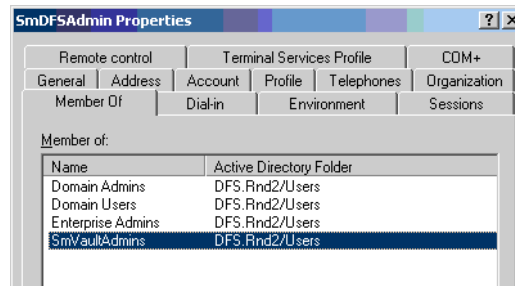 SmDFSAdmin Properties
Remote control Terminal Services Profile COM+
General Address Account Profile Telephones Organization
Member Of Dial-in Environment Sessions
Member of:
Name Active Directory Folder
Domain Admins DFS.Rnd2/Users
Domain Users DFS.Rnd2/Users
Enterprise Admins DFS.Rnd2/Users
SmVaultAdmins DFS.Rnd2/Users